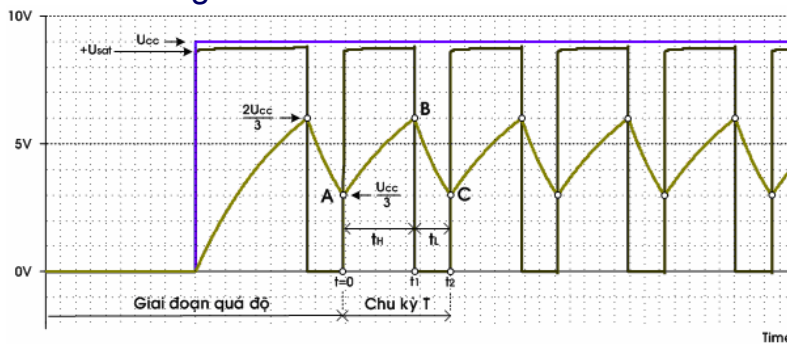 10V
Ucc
+Usat
2Ucc
3
B
5V
A
Ucc
3
C
tH
tL
0V
t=0
t1
t2
Giai đoạn quá độ
Chu kỳ T
Time